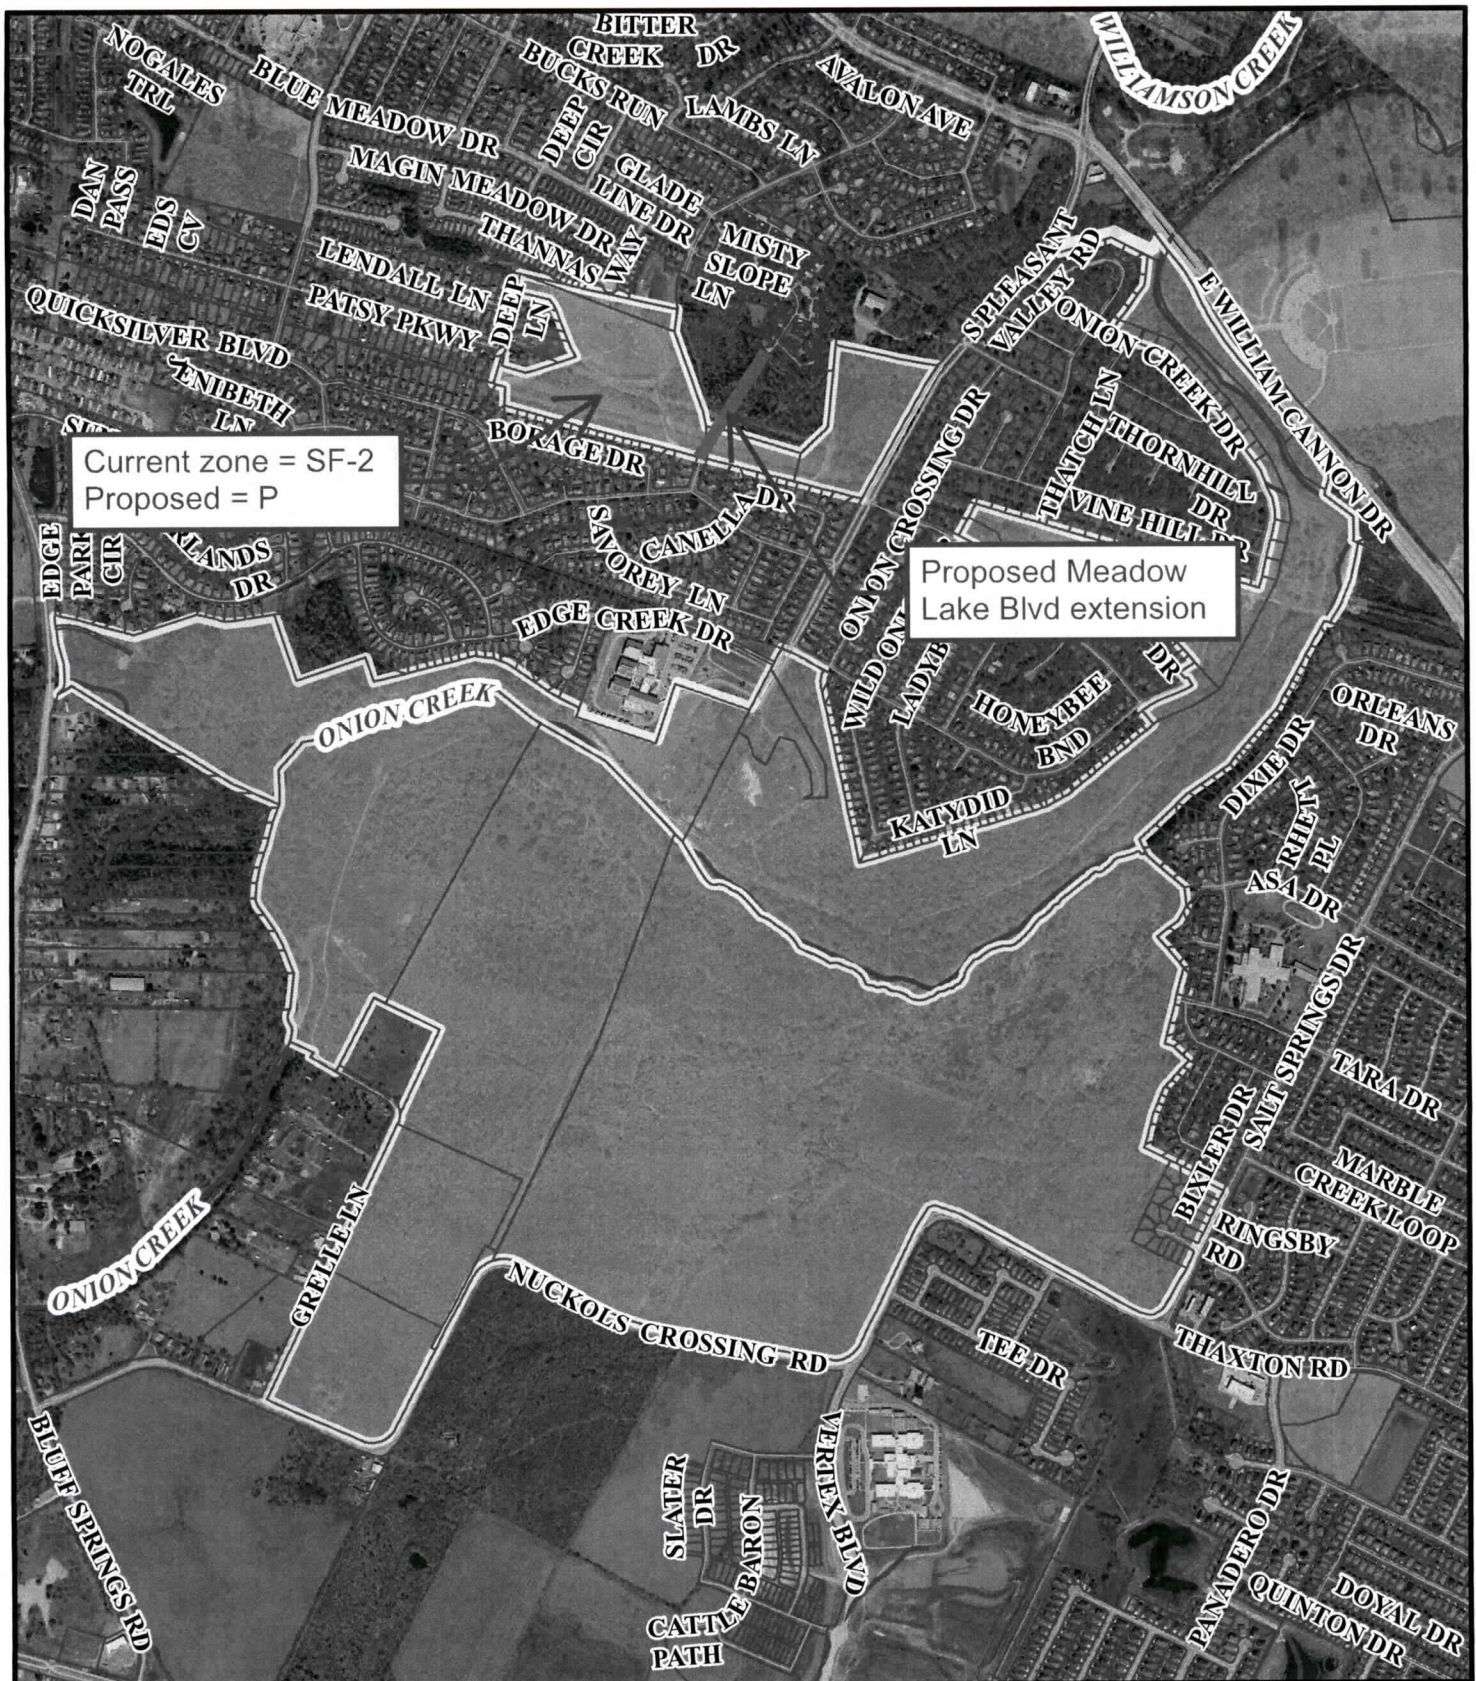 BITTER
CREEK DR
WILLIAMSON CREEK
NOGALES
TRL
BLUE MEADOW DR
BUCKS RUN
AVALON AVE
LAMBS LN
DEEP
CIR
MAGIN MEADOW DR
GLADE
LINE DR
DAN
PASS
EDS
CV
THANNAS
WAY
MISTY
SLOPE
LN
LENDALL LN
PATSY PKWY
DEEP
LN
S PLEASANT
VALLEY RD
E WILLIAM CANNON DR
QUICKSILVER BLVD
JENIBETH
LN
ONION CREEK DR
BORAGE DR
Current zone = SF-2
Proposed = P
ONION CROSSING DR
THATCH LN
THORNHILL
DR
VINE HILL DR
CANELLA DR
SAVOREY LN
EDGE
PARK
CIR
DR
EDGE CREEK DR
Proposed Meadow
Lake Blvd extension
WILD
DR
ONION CREEK
HONEYBEE
BND
ORLEANS
DR
DIXIE DR
KATYDID
LN
RHETT
PL
ASA DR
SALT SPRINGS DR
TARA DR
BIXLER DR
MARBLE
CREEK LOOP
RINGSBY
RD
ONION CREEK
GRELLE LN
NUCKOLS CROSSING RD
TEE DR
THAXTON RD
BLUFF SPRINGS RD
VERTEX BLVD
SLATER
DR
CATTLE BARON
PATH
PANADERO DR
QUINTON DR
DOYAL DR